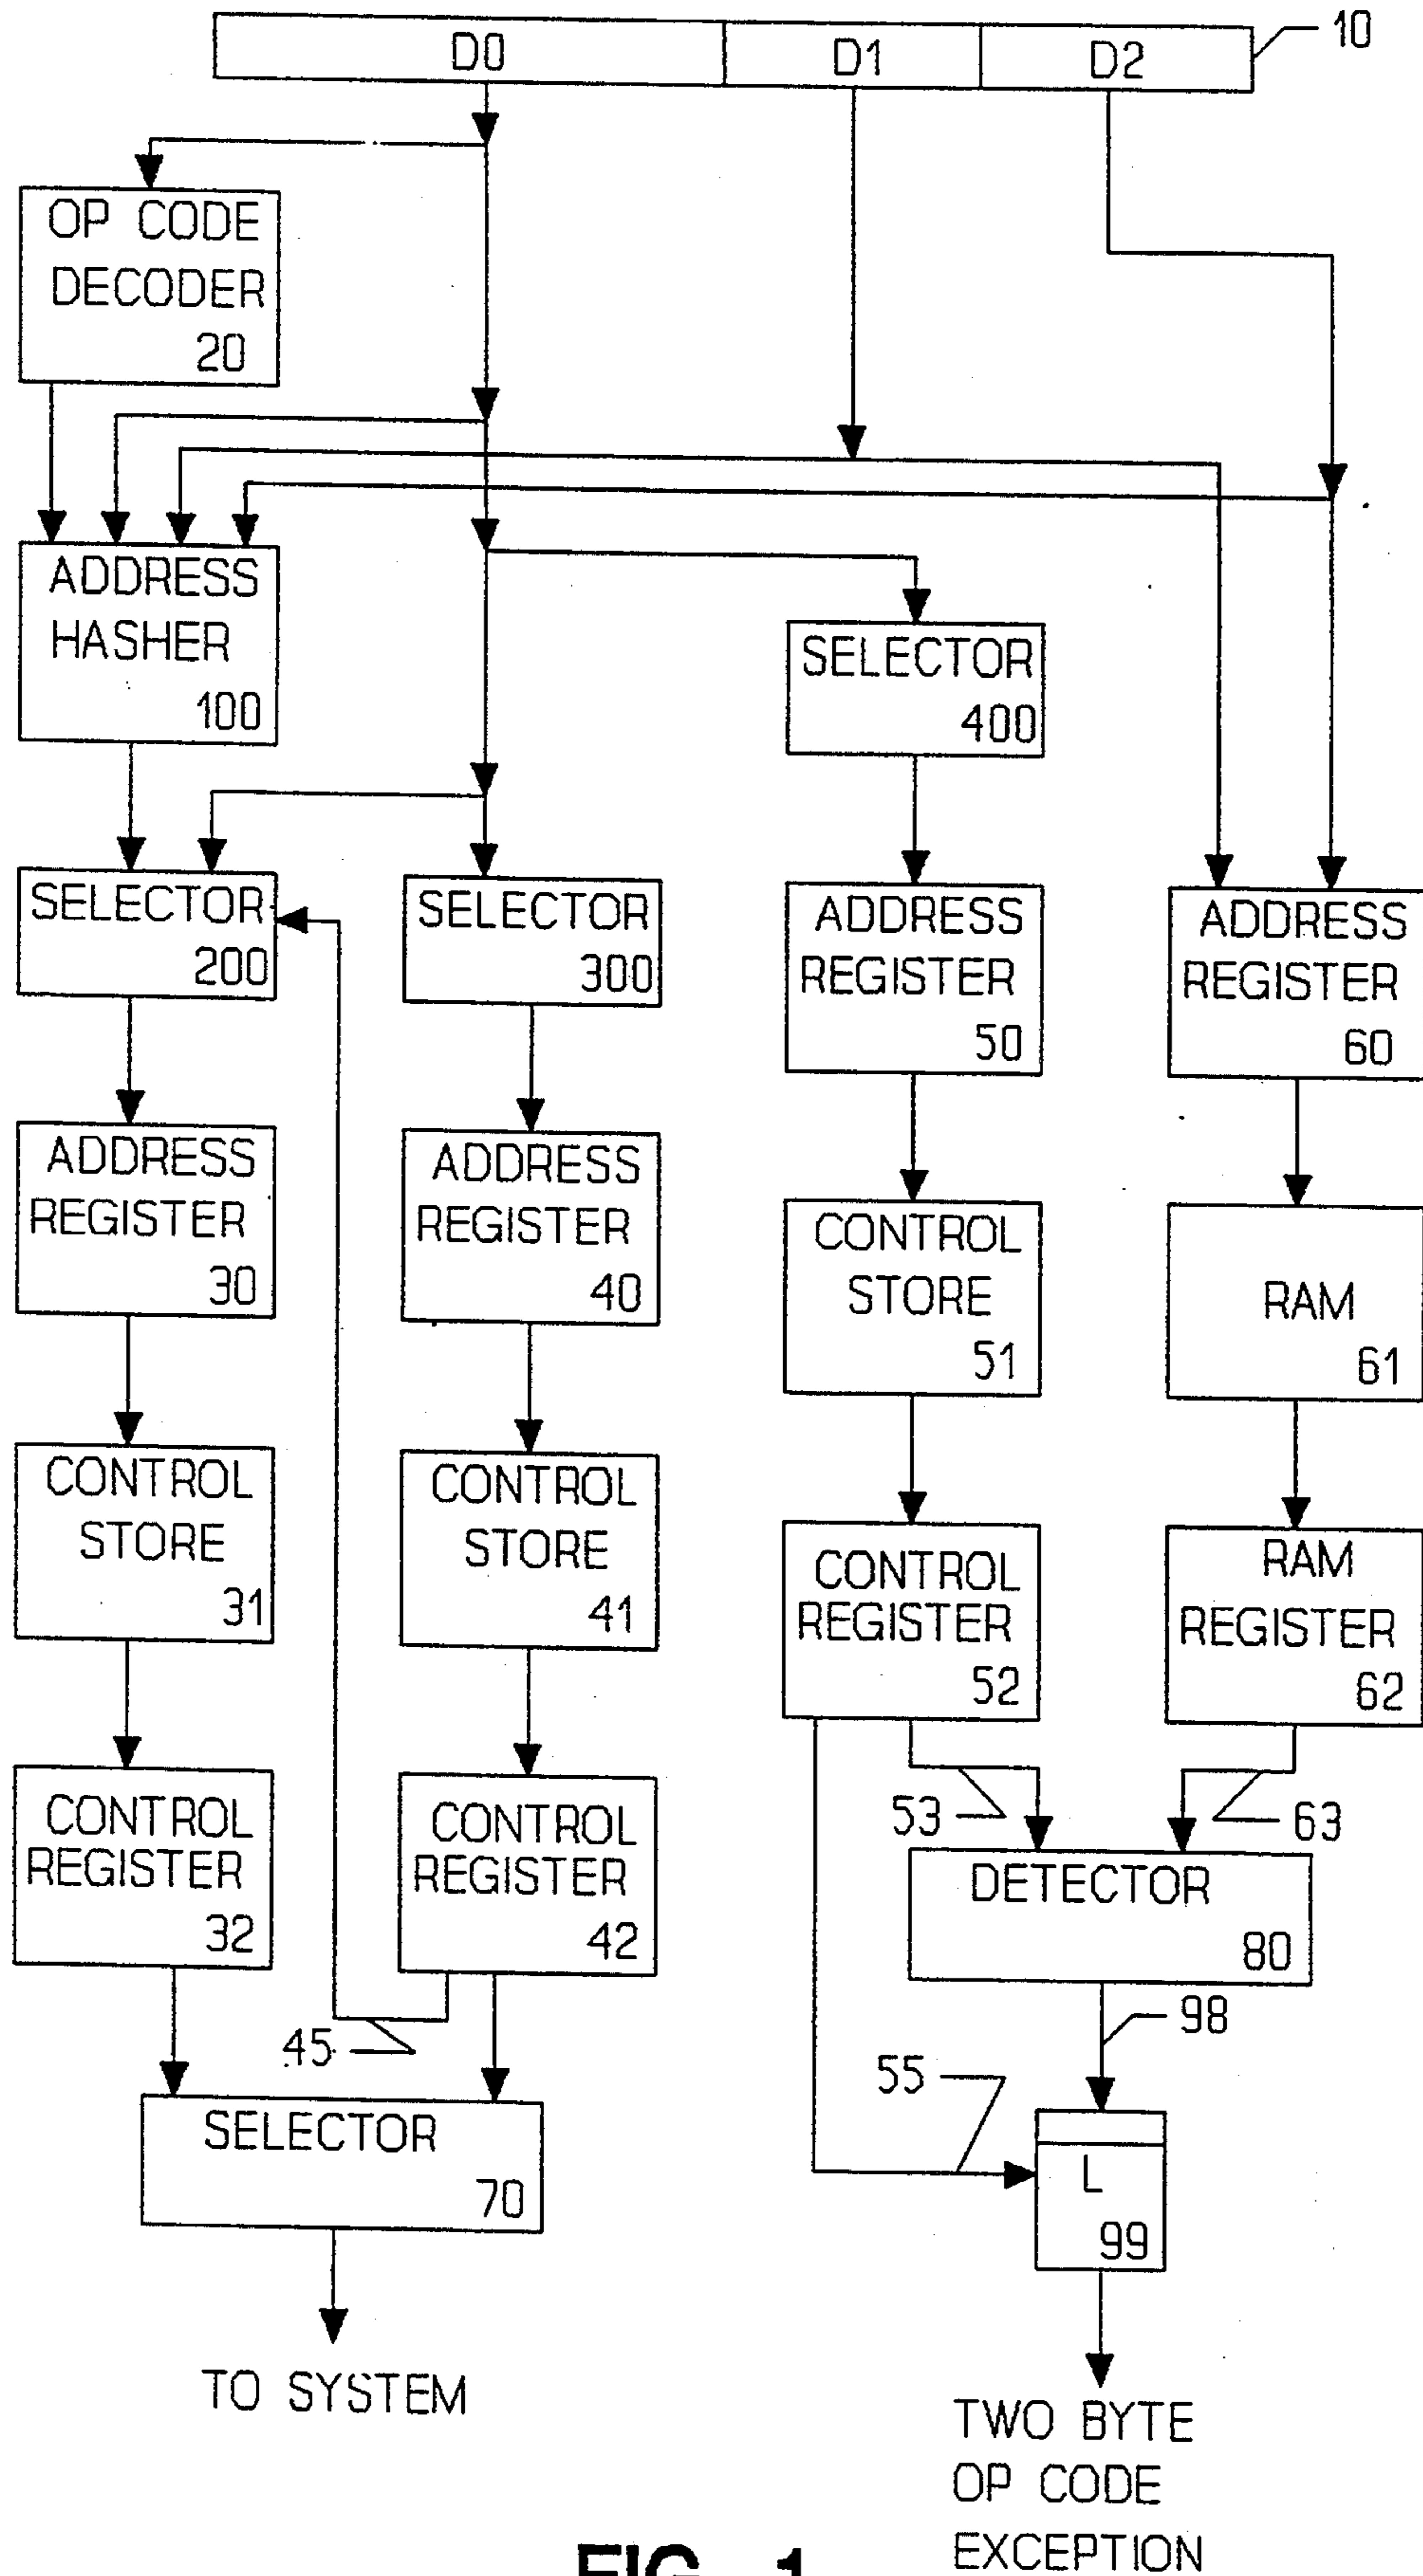 D0 D1 D2 10
OP CODE
DECODER
20
ADDRESS
HASHER
100
SELECTOR
400
SELECTOR
200
SELECTOR
300
ADDRESS
REGISTER
50
ADDRESS
REGISTER
60
ADDRESS
REGISTER
30
ADDRESS
REGISTER
40
CONTROL
STORE
51
RAM
61
CONTROL
STORE
31
CONTROL
STORE
41
CONTROL
REGISTER
52
RAM
REGISTER
62
CONTROL
REGISTER
32
CONTROL
REGISTER
42
53
63
DETECTOR
80
45
98
55
SELECTOR
70
L
99
TO SYSTEM
TWO BYTE
OP CODE
EXCEPTION
FIG. 1